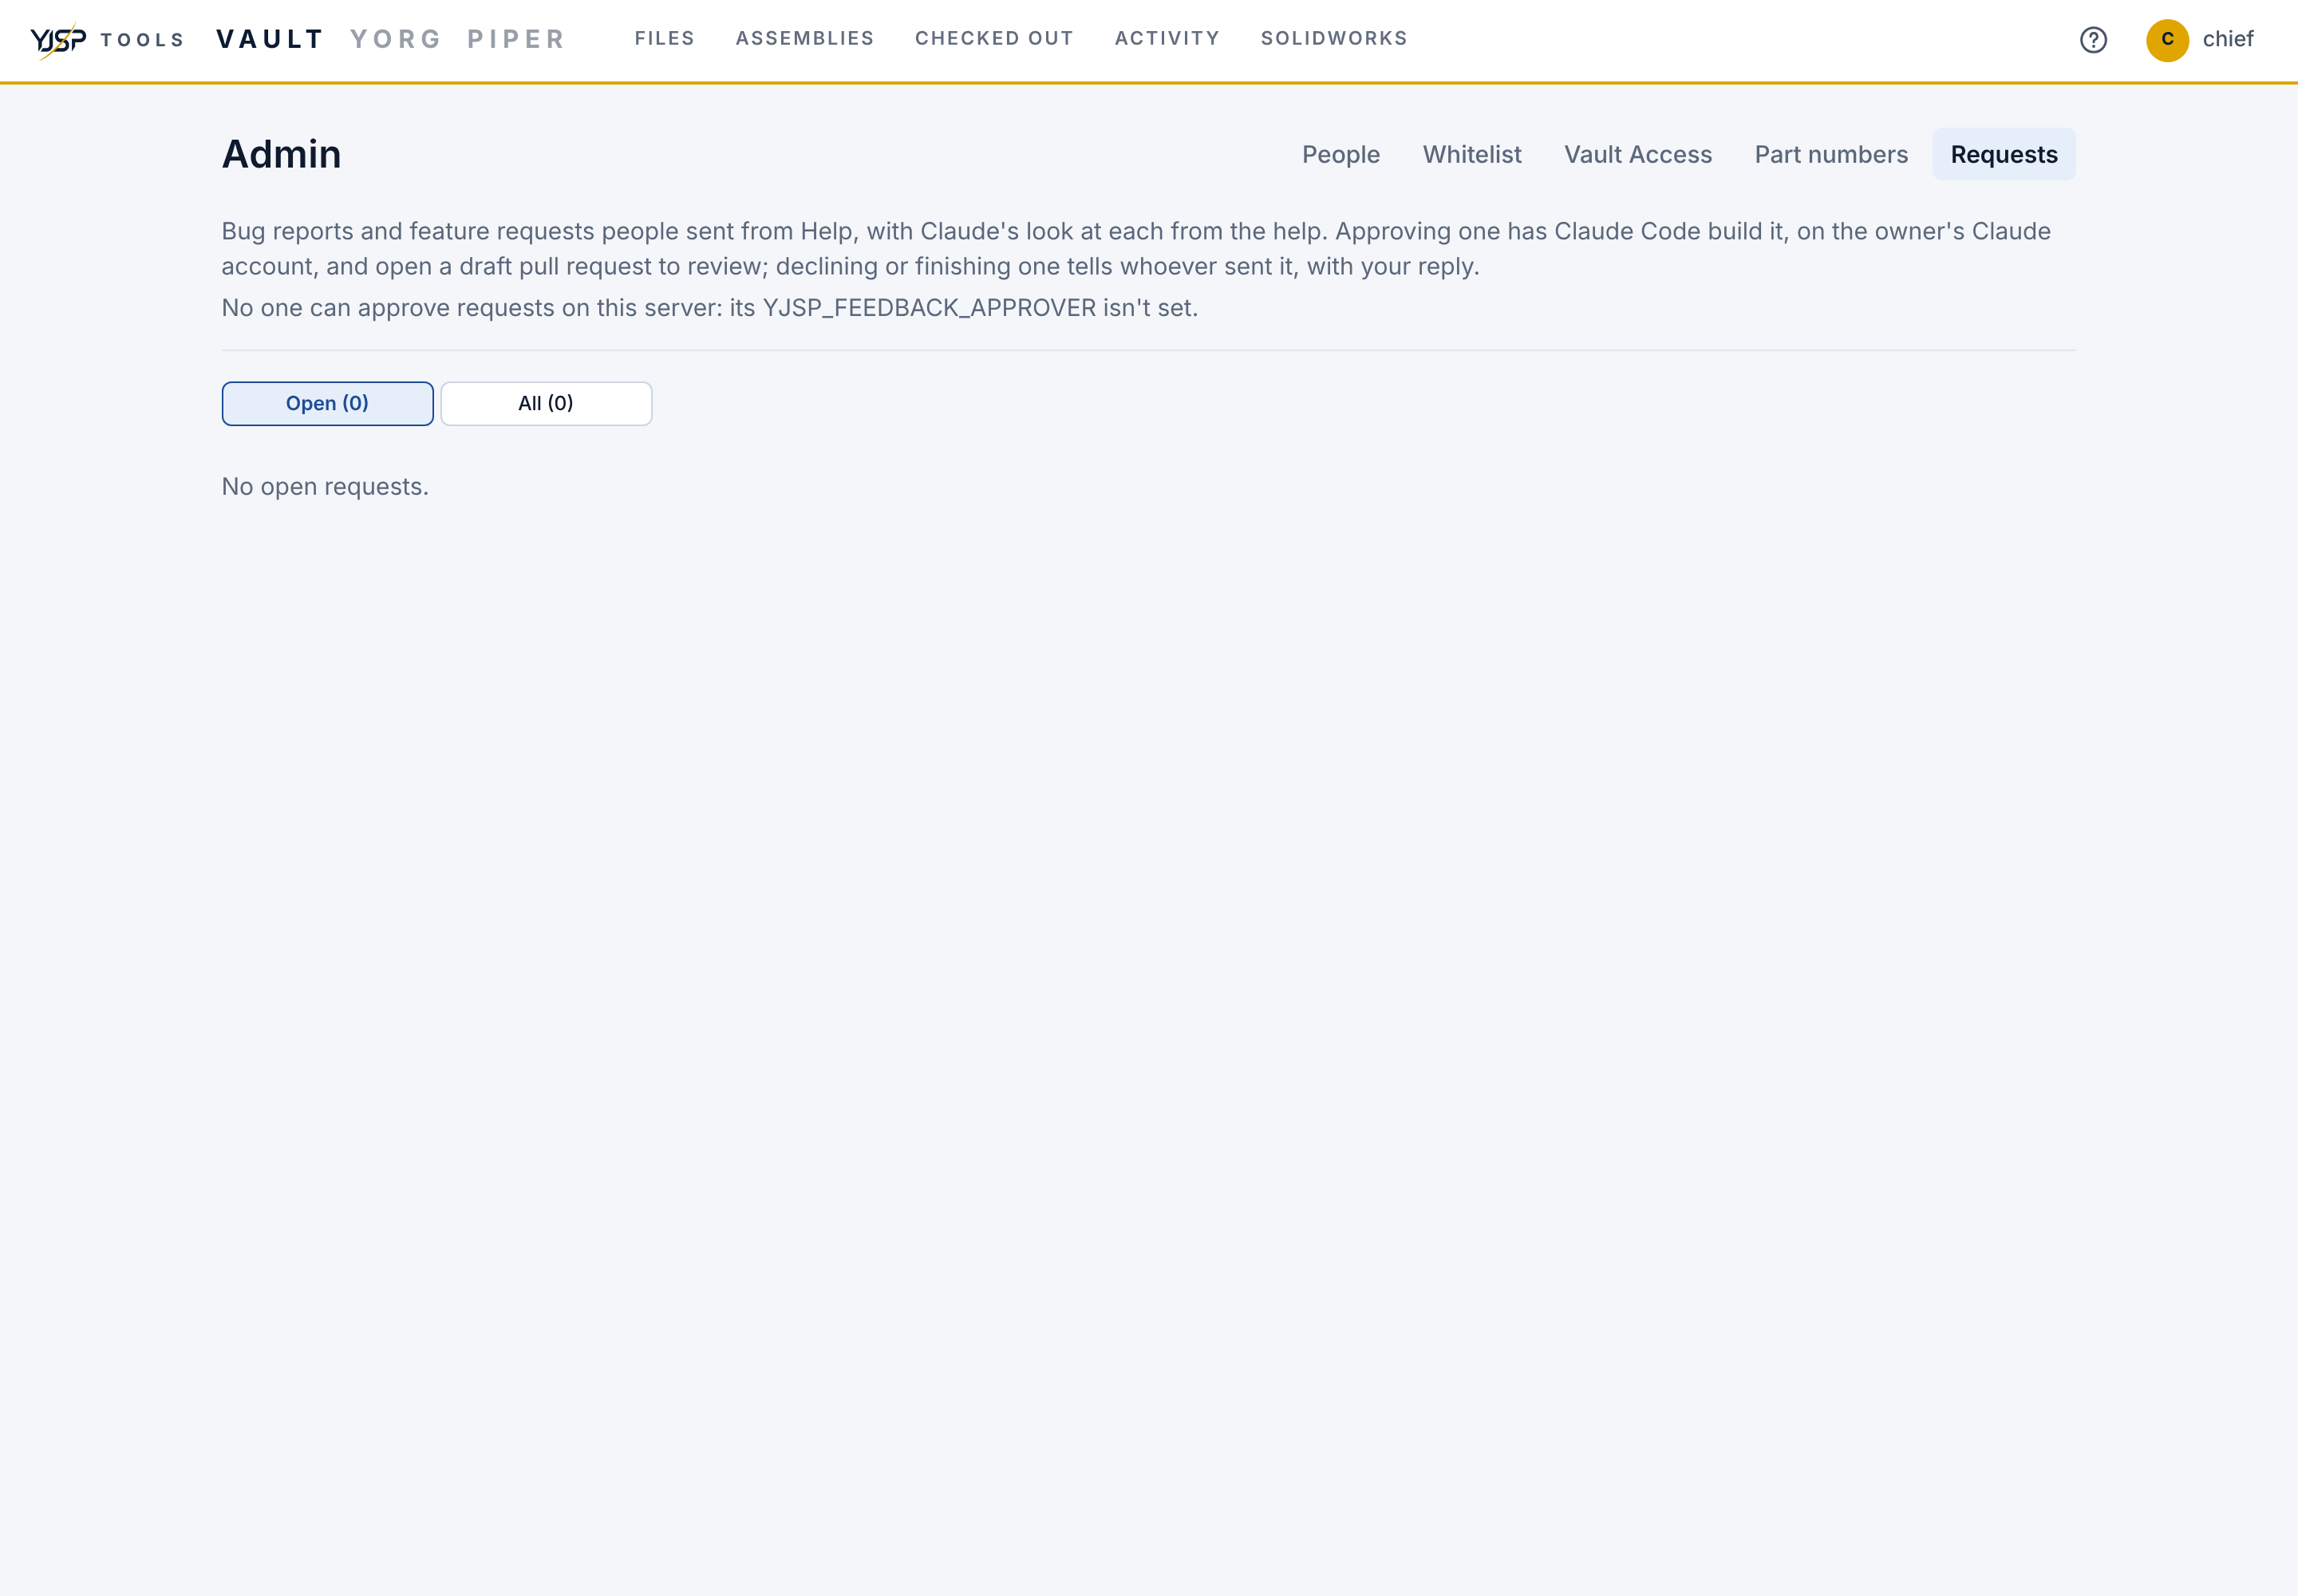 YJSP TOOLS VAULT YORG PIPER FILES ASSEMBLIES CHECKED OUT ACTIVITY SOLIDWORKS ? C chief
Admin People Whitelist Vault Access Part numbers Requests
Bug reports and feature requests people sent from Help, with Claude's look at each from the help. Approving one has Claude Code build it, on the owner's Claude
account, and open a draft pull request to review; declining or finishing one tells whoever sent it, with your reply.
No one can approve requests on this server: its YJSP_FEEDBACK_APPROVER isn't set.
Open (0) All (0)
No open requests.